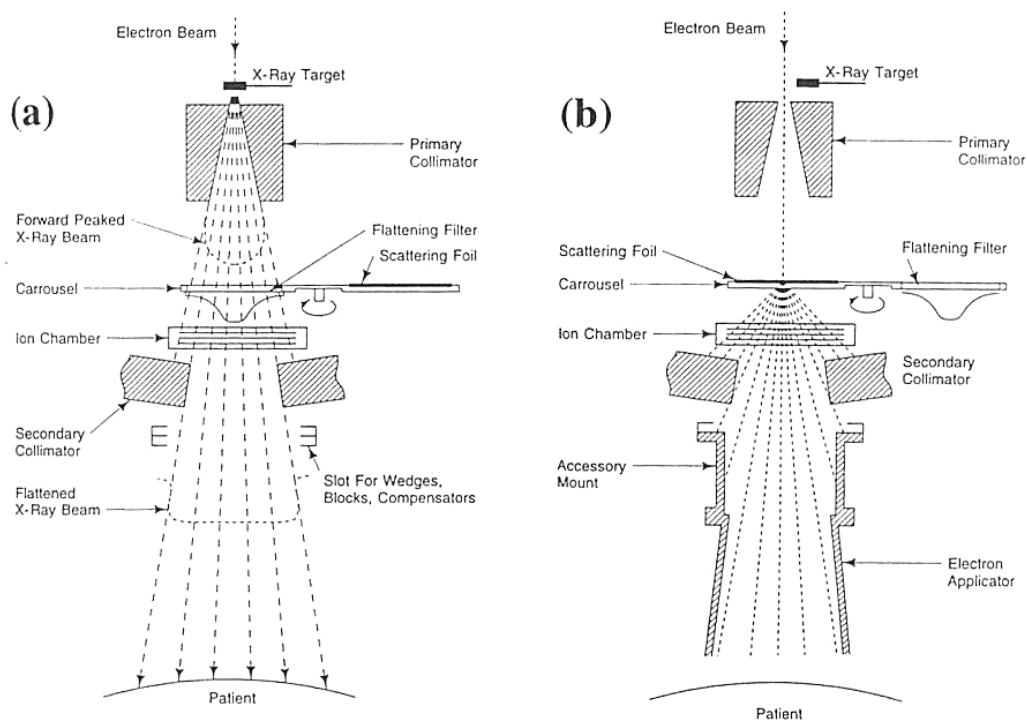 Electron Beam
X-Ray Target
(a)
Primary
Collimator
Forward Peaked
X-Ray Beam
Flattening Filter
Scattering Foil
Carrousel
Ion Chamber
Secondary
Collimator
Slot For Wedges,
Blocks, Compensators
Flattened
X-Ray Beam
Patient
Electron Beam
X-Ray Target
(b)
Primary
Collimator
Scattering Foil
Flattening Filter
Carrousel
Ion Chamber
Secondary
Collimator
Accessory
Mount
Electron
Applicator
Patient